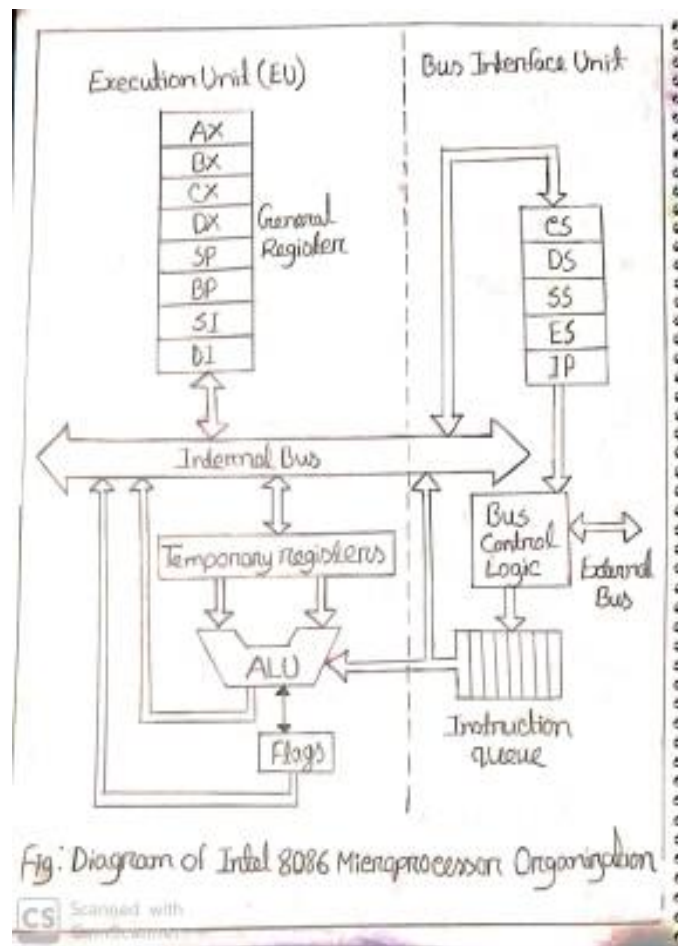 Execution Unit (EU)
Bus Interface Unit
AX
BX
CX
DX
SP
BP
SI
DI
General
Register
CS
DS
SS
ES
IP
Internal Bus
Bus
Control
Logic
External
Bus
Temporary registers
ALU
Flags
Instruction
queue
Fig: Diagram of Intel 8086 Microprocessor Organization
CS Scanned with
CamScanner